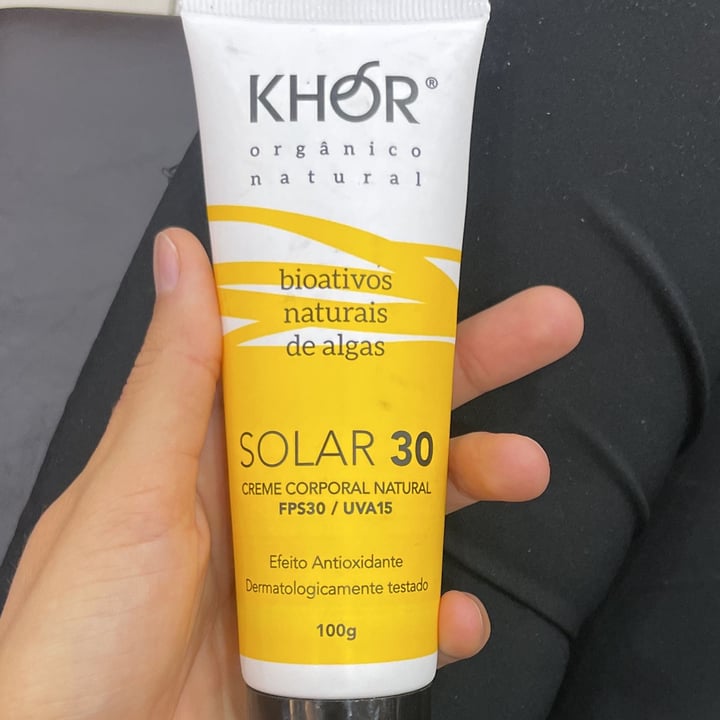 KHOR®
orgânico
natural
bioativos
naturais
de algas
SOLAR 30
CREME CORPORAL NATURAL
FPS30 / UVA15
Efeito Antioxidante
Dermatologicamente testado
100g